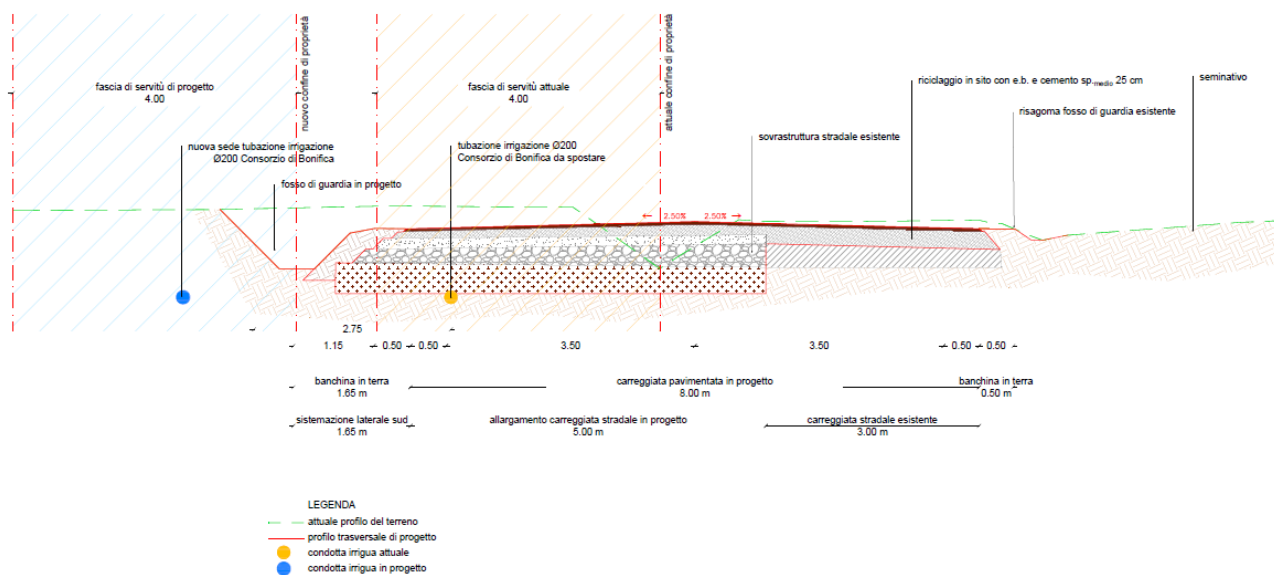 fascia di servitù di progetto
4.00
nuovo confine di proprietà
fascia di servitù attuale
4.00
attuale confine di proprietà
riciclaggio in sito con e.b. e cemento sp.medio 25 cm
seminativo
risagoma fosso di guardia esistente
sovrastruttura stradale esistente
nuova sede tubazione irrigazione
Ø200 Consorzio di Bonifica
tubazione irrigazione Ø200
Consorzio di Bonifica da spostare
fosso di guardia in progetto
2.50% 2.50%
2.75
1.15 0.50 0.50 3.50 3.50 0.50 0.50
banchina in terra
1.65 m
carreggiata pavimentata in progetto
8.00 m
banchina in terra
0.50 m
sistemazione laterale sud
1.65 m
allargamento carreggiata stradale in progetto
5.00 m
carreggiata stradale esistente
3.00 m
LEGENDA
attuale profilo del terreno
profilo trasversale di progetto
condotta irrigua attuale
condotta irrigua in progetto